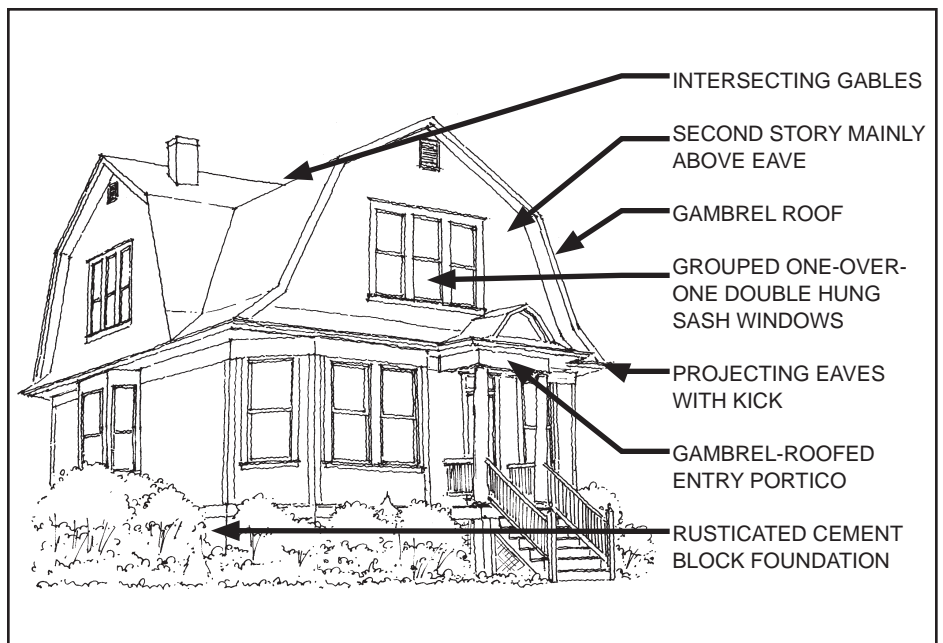 INTERSECTING GABLES
SECOND STORY MAINLY
ABOVE EAVE
GAMBREL ROOF
GROUPED ONE-OVER-
ONE DOUBLE HUNG
SASH WINDOWS
PROJECTING EAVES
WITH KICK
GAMBREL-ROOFED
ENTRY PORTICO
RUSTICATED CEMENT
BLOCK FOUNDATION